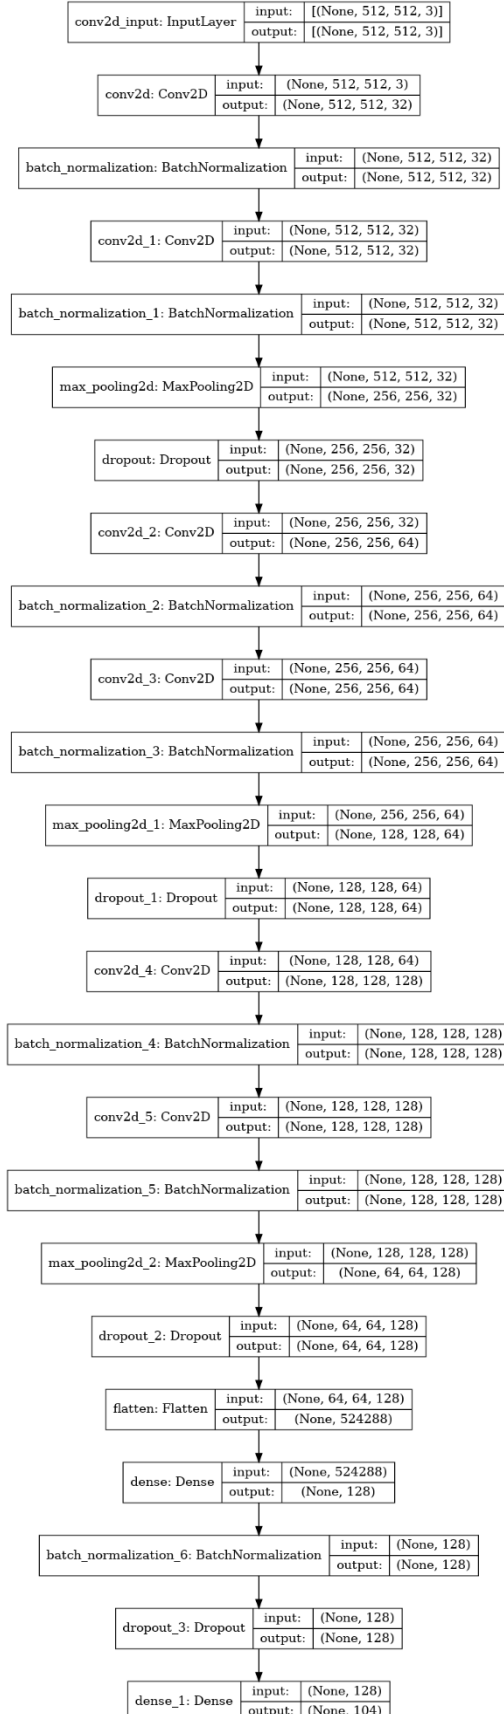 conv2d_input: InputLayer input: [(None, 512, 512, 3)]
output: [(None, 512, 512, 3)]
conv2d: Conv2D input: (None, 512, 512, 3)
output: (None, 512, 512, 32)
batch_normalization: BatchNormalization input: (None, 512, 512, 32)
output: (None, 512, 512, 32)
conv2d_1: Conv2D input: (None, 512, 512, 32)
output: (None, 512, 512, 32)
batch_normalization_1: BatchNormalization input: (None, 512, 512, 32)
output: (None, 512, 512, 32)
max_pooling2d: MaxPooling2D input: (None, 512, 512, 32)
output: (None, 256, 256, 32)
dropout: Dropout input: (None, 256, 256, 32)
output: (None, 256, 256, 32)
conv2d_2: Conv2D input: (None, 256, 256, 32)
output: (None, 256, 256, 64)
batch_normalization_2: BatchNormalization input: (None, 256, 256, 64)
output: (None, 256, 256, 64)
conv2d_3: Conv2D input: (None, 256, 256, 64)
output: (None, 256, 256, 64)
batch_normalization_3: BatchNormalization input: (None, 256, 256, 64)
output: (None, 256, 256, 64)
max_pooling2d_1: MaxPooling2D input: (None, 256, 256, 64)
output: (None, 128, 128, 64)
dropout_1: Dropout input: (None, 128, 128, 64)
output: (None, 128, 128, 64)
conv2d_4: Conv2D input: (None, 128, 128, 64)
output: (None, 128, 128, 128)
batch_normalization_4: BatchNormalization input: (None, 128, 128, 128)
output: (None, 128, 128, 128)
conv2d_5: Conv2D input: (None, 128, 128, 128)
output: (None, 128, 128, 128)
batch_normalization_5: BatchNormalization input: (None, 128, 128, 128)
output: (None, 128, 128, 128)
max_pooling2d_2: MaxPooling2D input: (None, 128, 128, 128)
output: (None, 64, 64, 128)
dropout_2: Dropout input: (None, 64, 64, 128)
output: (None, 64, 64, 128)
flatten: Flatten input: (None, 64, 64, 128)
output: (None, 524288)
dense: Dense input: (None, 524288)
output: (None, 128)
batch_normalization_6: BatchNormalization input: (None, 128)
output: (None, 128)
dropout_3: Dropout input: (None, 128)
output: (None, 128)
dense_1: Dense input: (None, 128)
output: (None, 104)